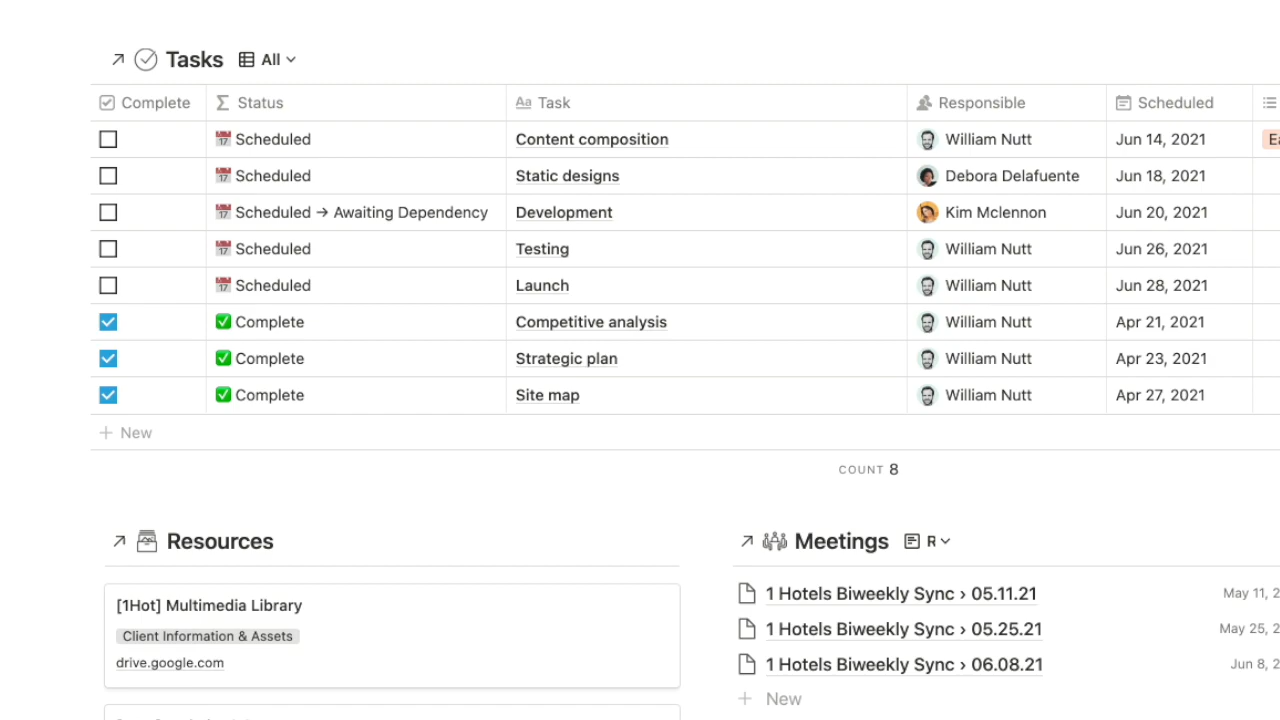 Tasks All
Complete Status Task Responsible Scheduled
Scheduled Content composition William Nutt Jun 14, 2021
Scheduled Static designs Debora Delafuente Jun 18, 2021
Scheduled → Awaiting Dependency Development Kim Mclennon Jun 20, 2021
Scheduled Testing William Nutt Jun 26, 2021
Scheduled Launch William Nutt Jun 28, 2021
Complete Competitive analysis William Nutt Apr 21, 2021
Complete Strategic plan William Nutt Apr 23, 2021
Complete Site map William Nutt Apr 27, 2021
+ New
COUNT 8
Resources
[1Hot] Multimedia Library
Client Information & Assets
drive.google.com
Meetings R
1 Hotels Biweekly Sync › 05.11.21 May 11, 2
1 Hotels Biweekly Sync › 05.25.21 May 25, 2
1 Hotels Biweekly Sync › 06.08.21 Jun 8, 2
+ New